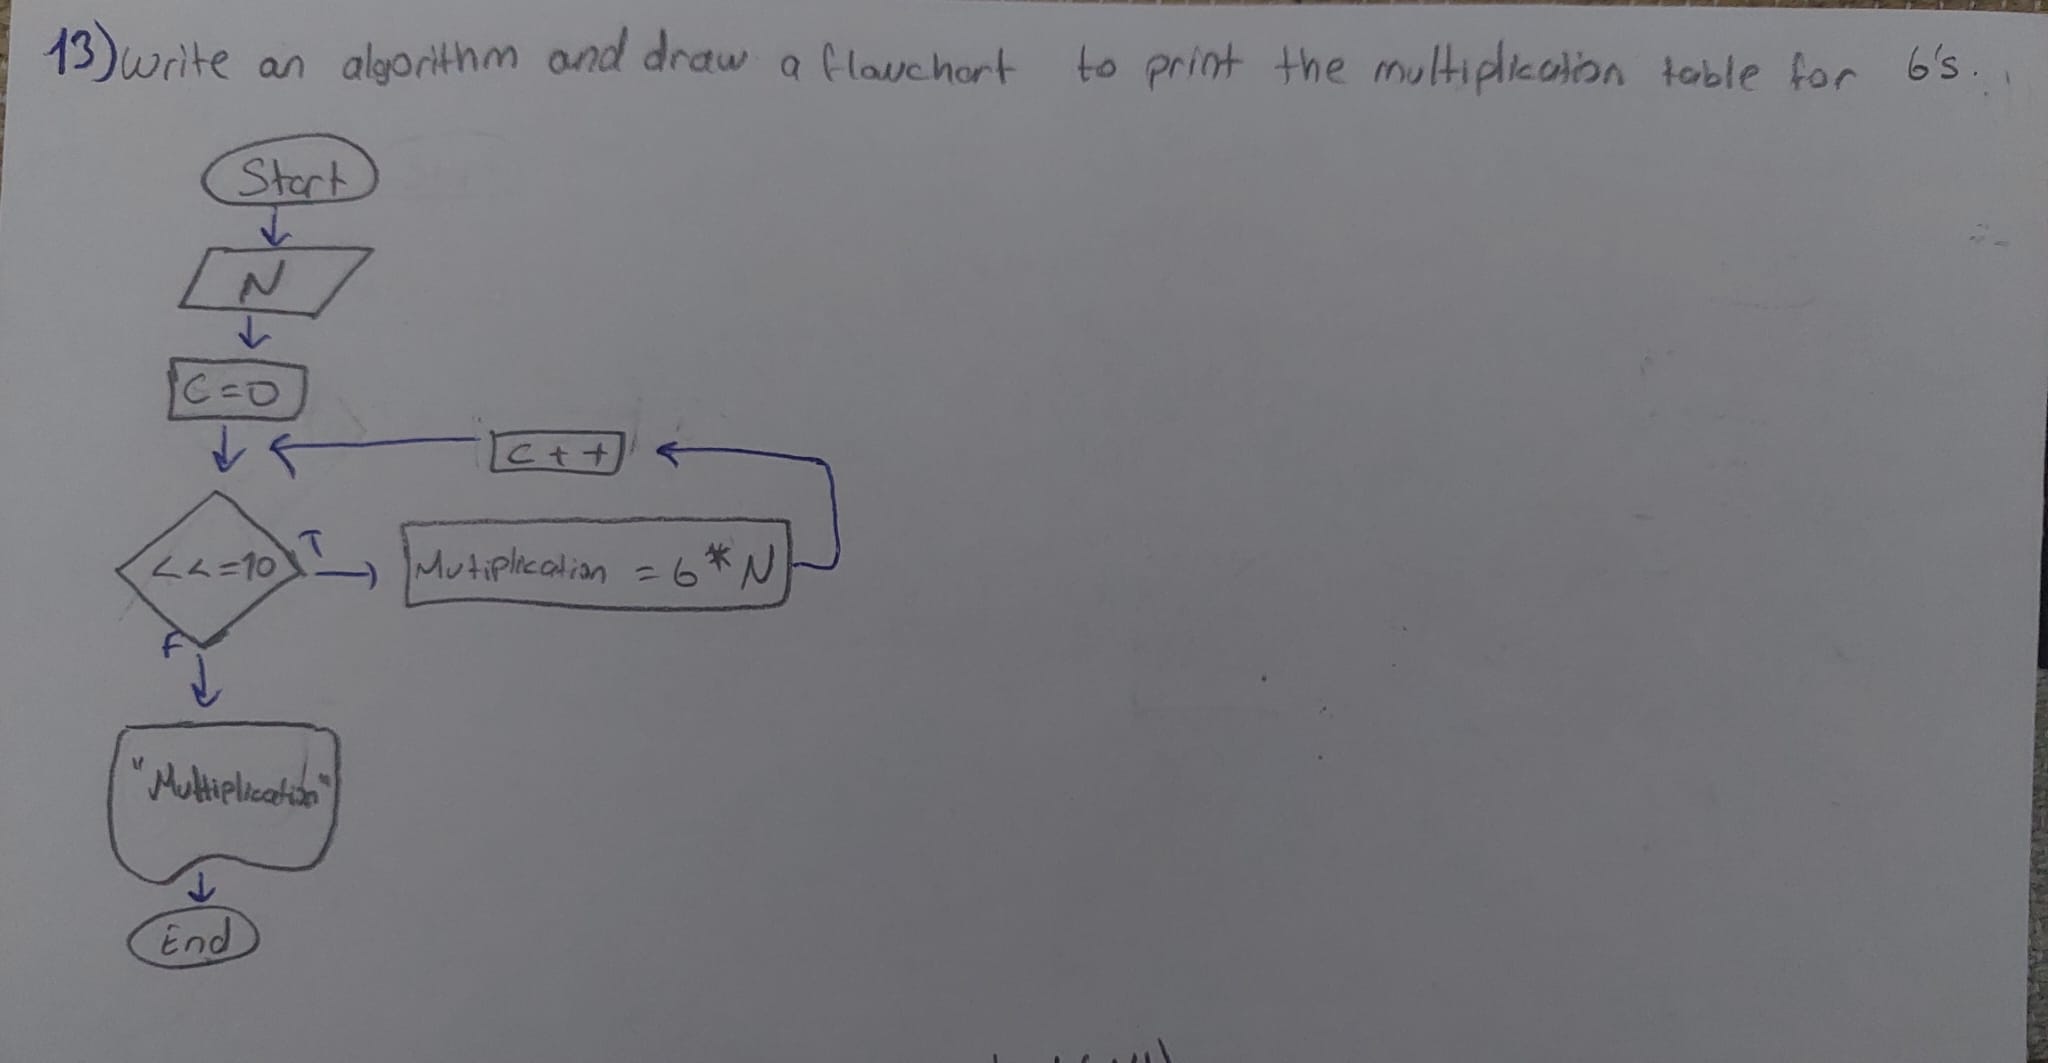 13) write an algorithm and draw a flowchort to print the multiplication table for 6's.
Start
N
C=0
C++
<<=10
T
Mutiplication = 6*N
F
"Multiplication"
End